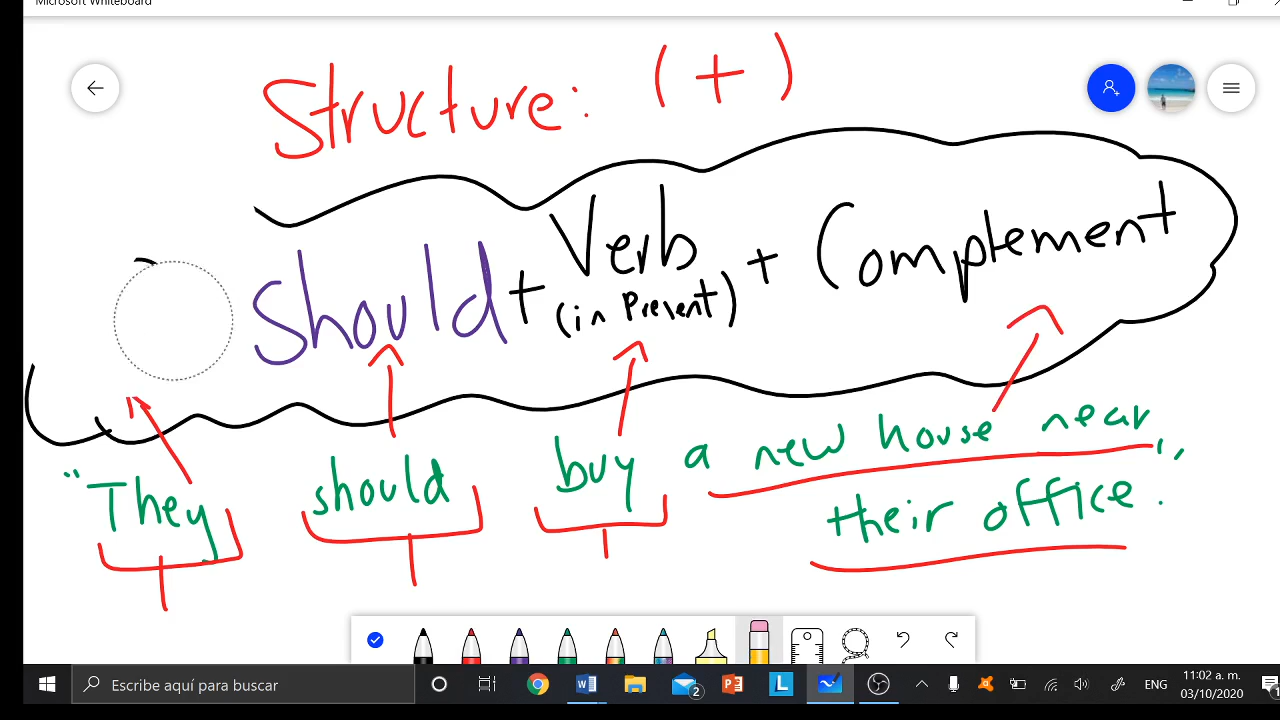 Microsoft Whiteboard
Structure: (+)
Should + Verb + Complement
(in Present)
"They should buy a new house near
their office."
Escribe aquí para buscar
2
ENG
11:02 a. m.
03/10/2020